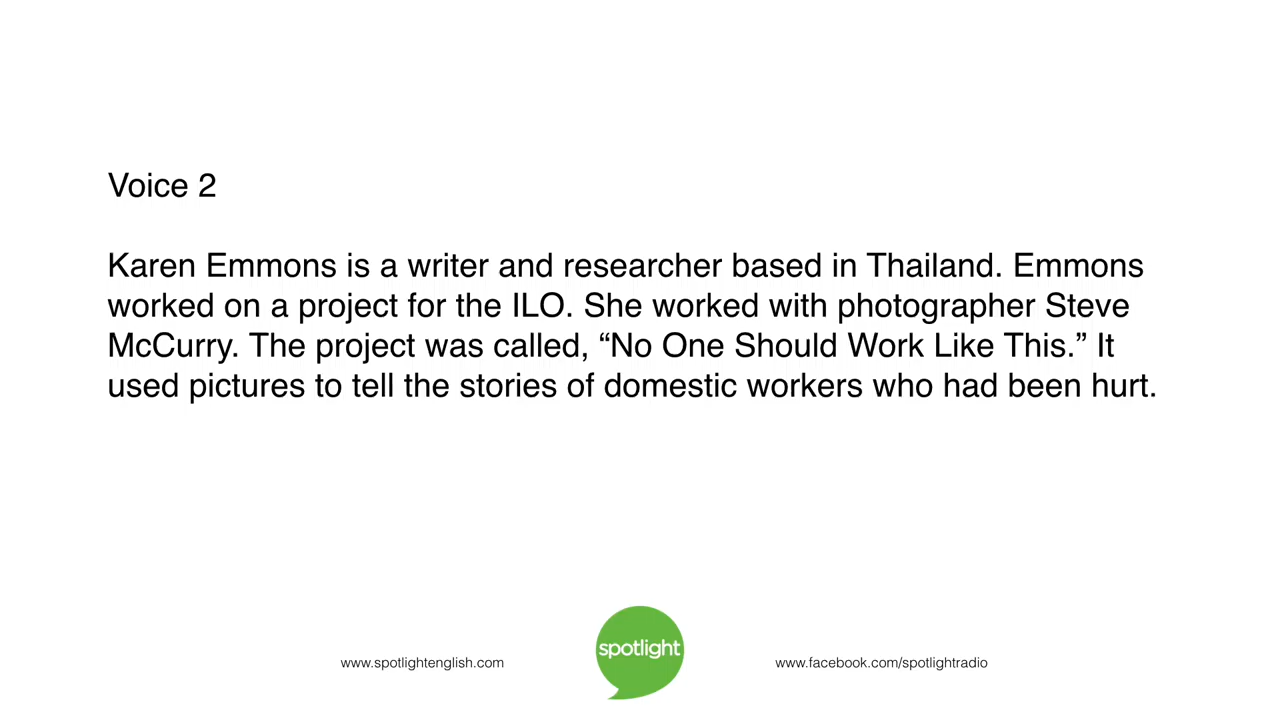 Voice 2
Karen Emmons is a writer and researcher based in Thailand. Emmons
worked on a project for the ILO. She worked with photographer Steve
McCurry. The project was called, “No One Should Work Like This.” It
used pictures to tell the stories of domestic workers who had been hurt.
www.spotlightenglish.com
spotlight
www.facebook.com/spotlightradio